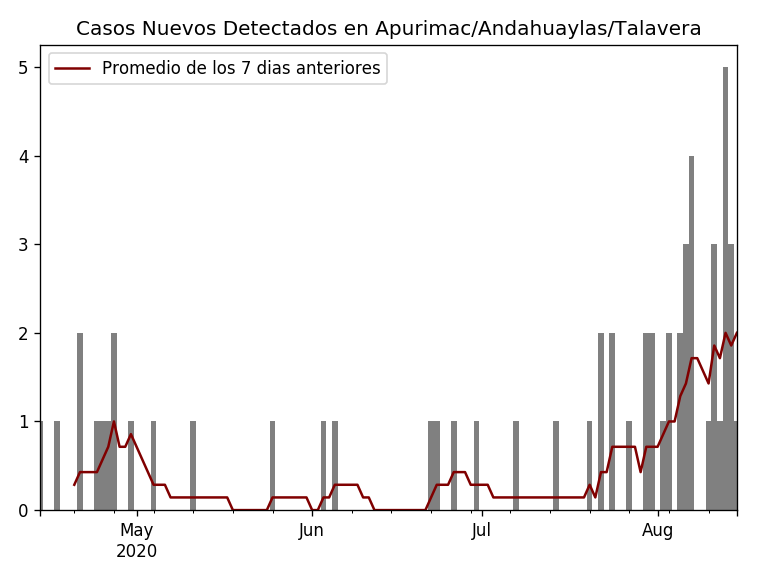 Casos Nuevos Detectados en Apurimac/Andahuaylas/Talavera
Promedio de los 7 dias anteriores
5
4
3
2
1
0
May Jun Jul Aug
2020